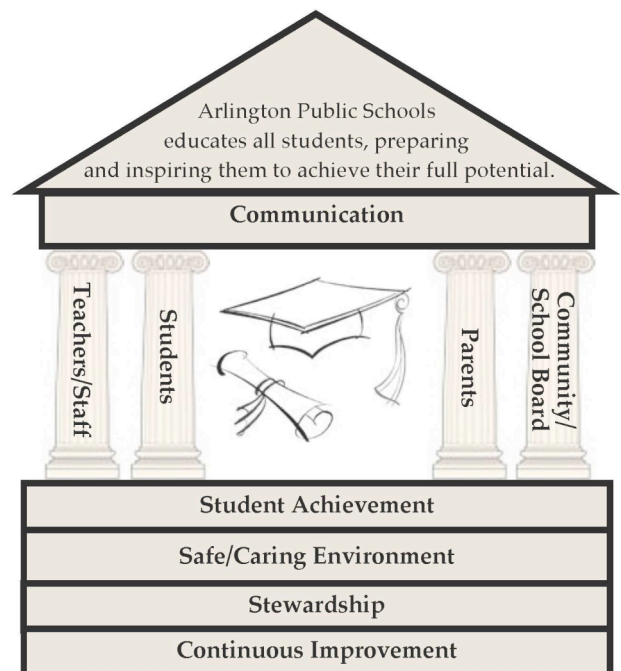 Arlington Public Schools
educates all students, preparing
and inspiring them to achieve their full potential.
Communication
Teachers/Staff
Students
Parents
Community/
School Board
Student Achievement
Safe/Caring Environment
Stewardship
Continuous Improvement